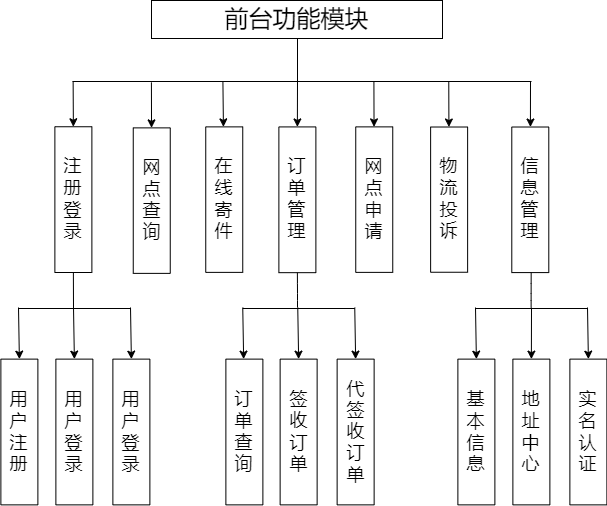 前台功能模块
注册登录
网点查询
在线寄件
订单管理
网点申请
物流投诉
信息管理
用户注册
用户登录
用户登录
订单查询
签收订单
代签收订单
基本信息
地址中心
实名认证